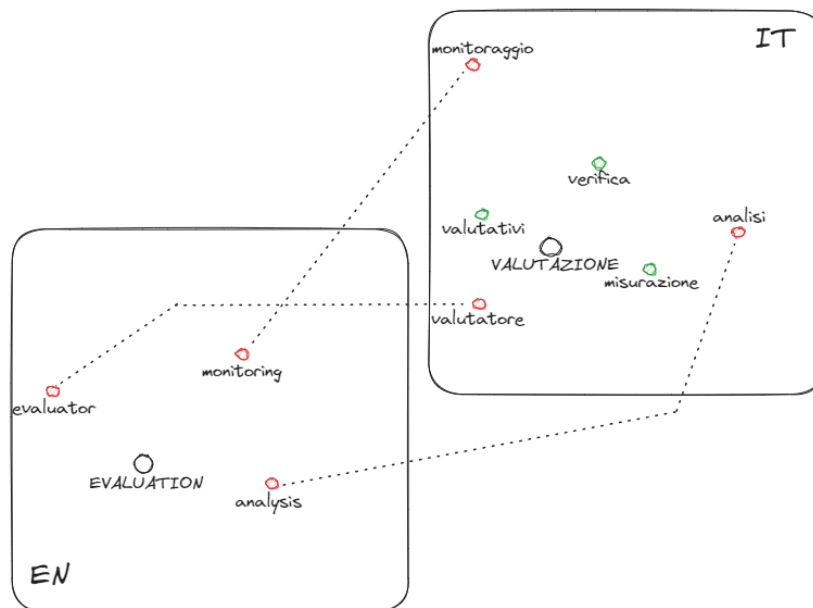 IT
monitoraggio
verifica
analisi
valutativi
VALUTAZIONE
misurazione
valutatore
monitoring
evaluator
EVALUATION
analysis
EN